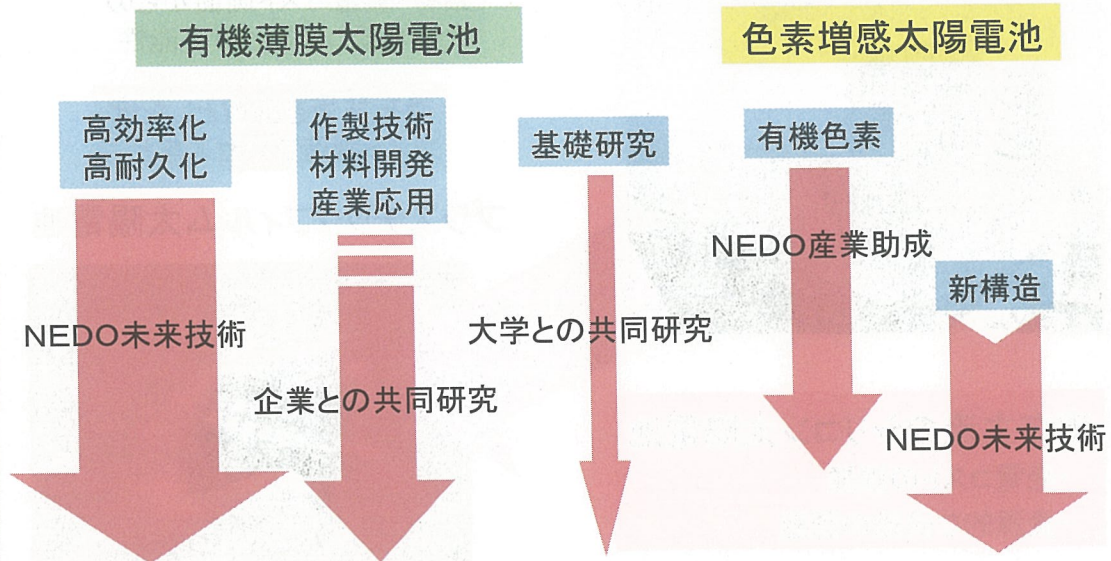 有機薄膜太陽電池
色素増感太陽電池
高効率化
高耐久化
作製技術
材料開発
産業応用
基礎研究
有機色素
NEDO産業助成
新構造
NEDO未来技術
大学との共同研究
企業との共同研究
NEDO未来技術